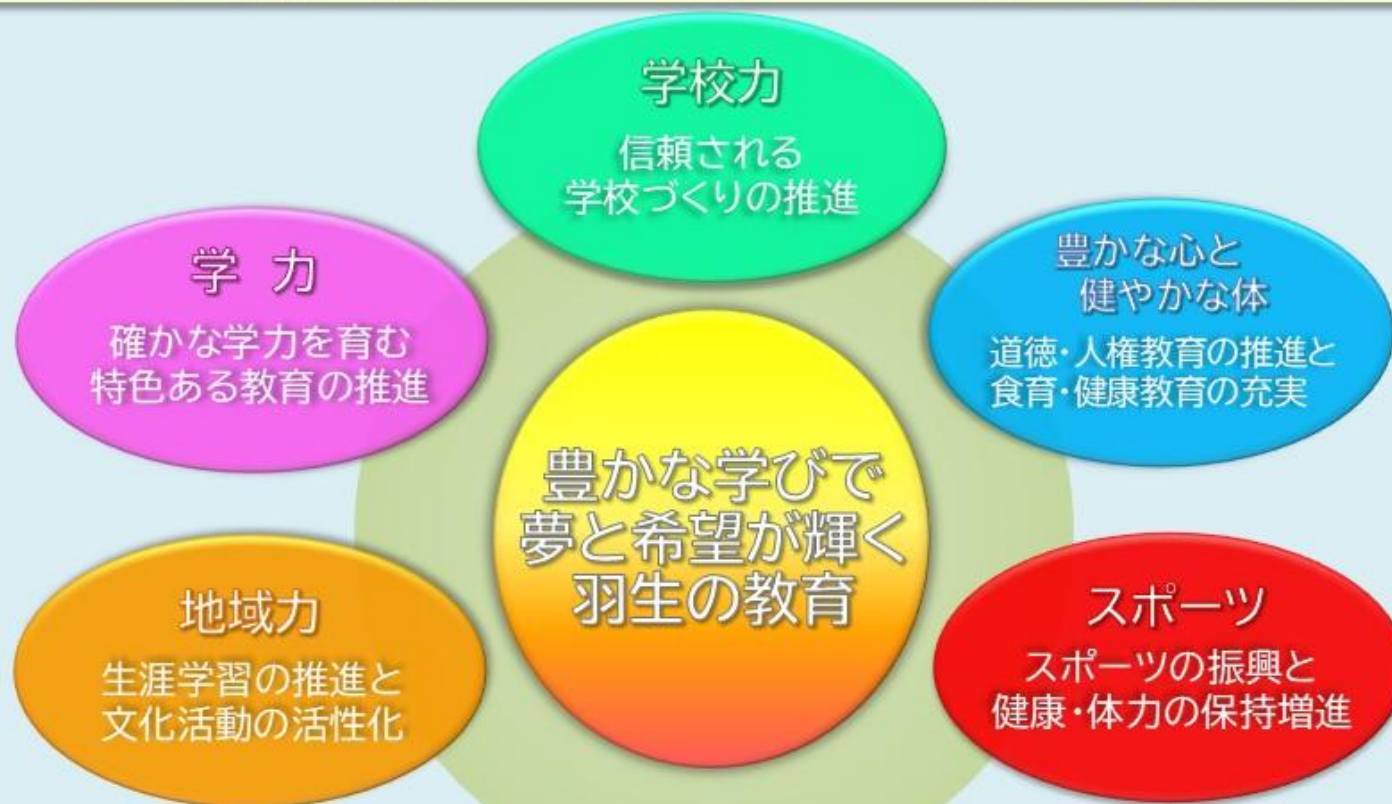 学校力
信頼される
学校づくりの推進
学 力
確かな学力を育む
特色ある教育の推進
豊かな心と
健やかな体
道徳・人権教育の推進と
食育・健康教育の充実
豊かな学びで
夢と希望が輝く
羽生の教育
地域力
生涯学習の推進と
文化活動の活性化
スポーツ
スポーツの振興と
健康・体力の保持増進